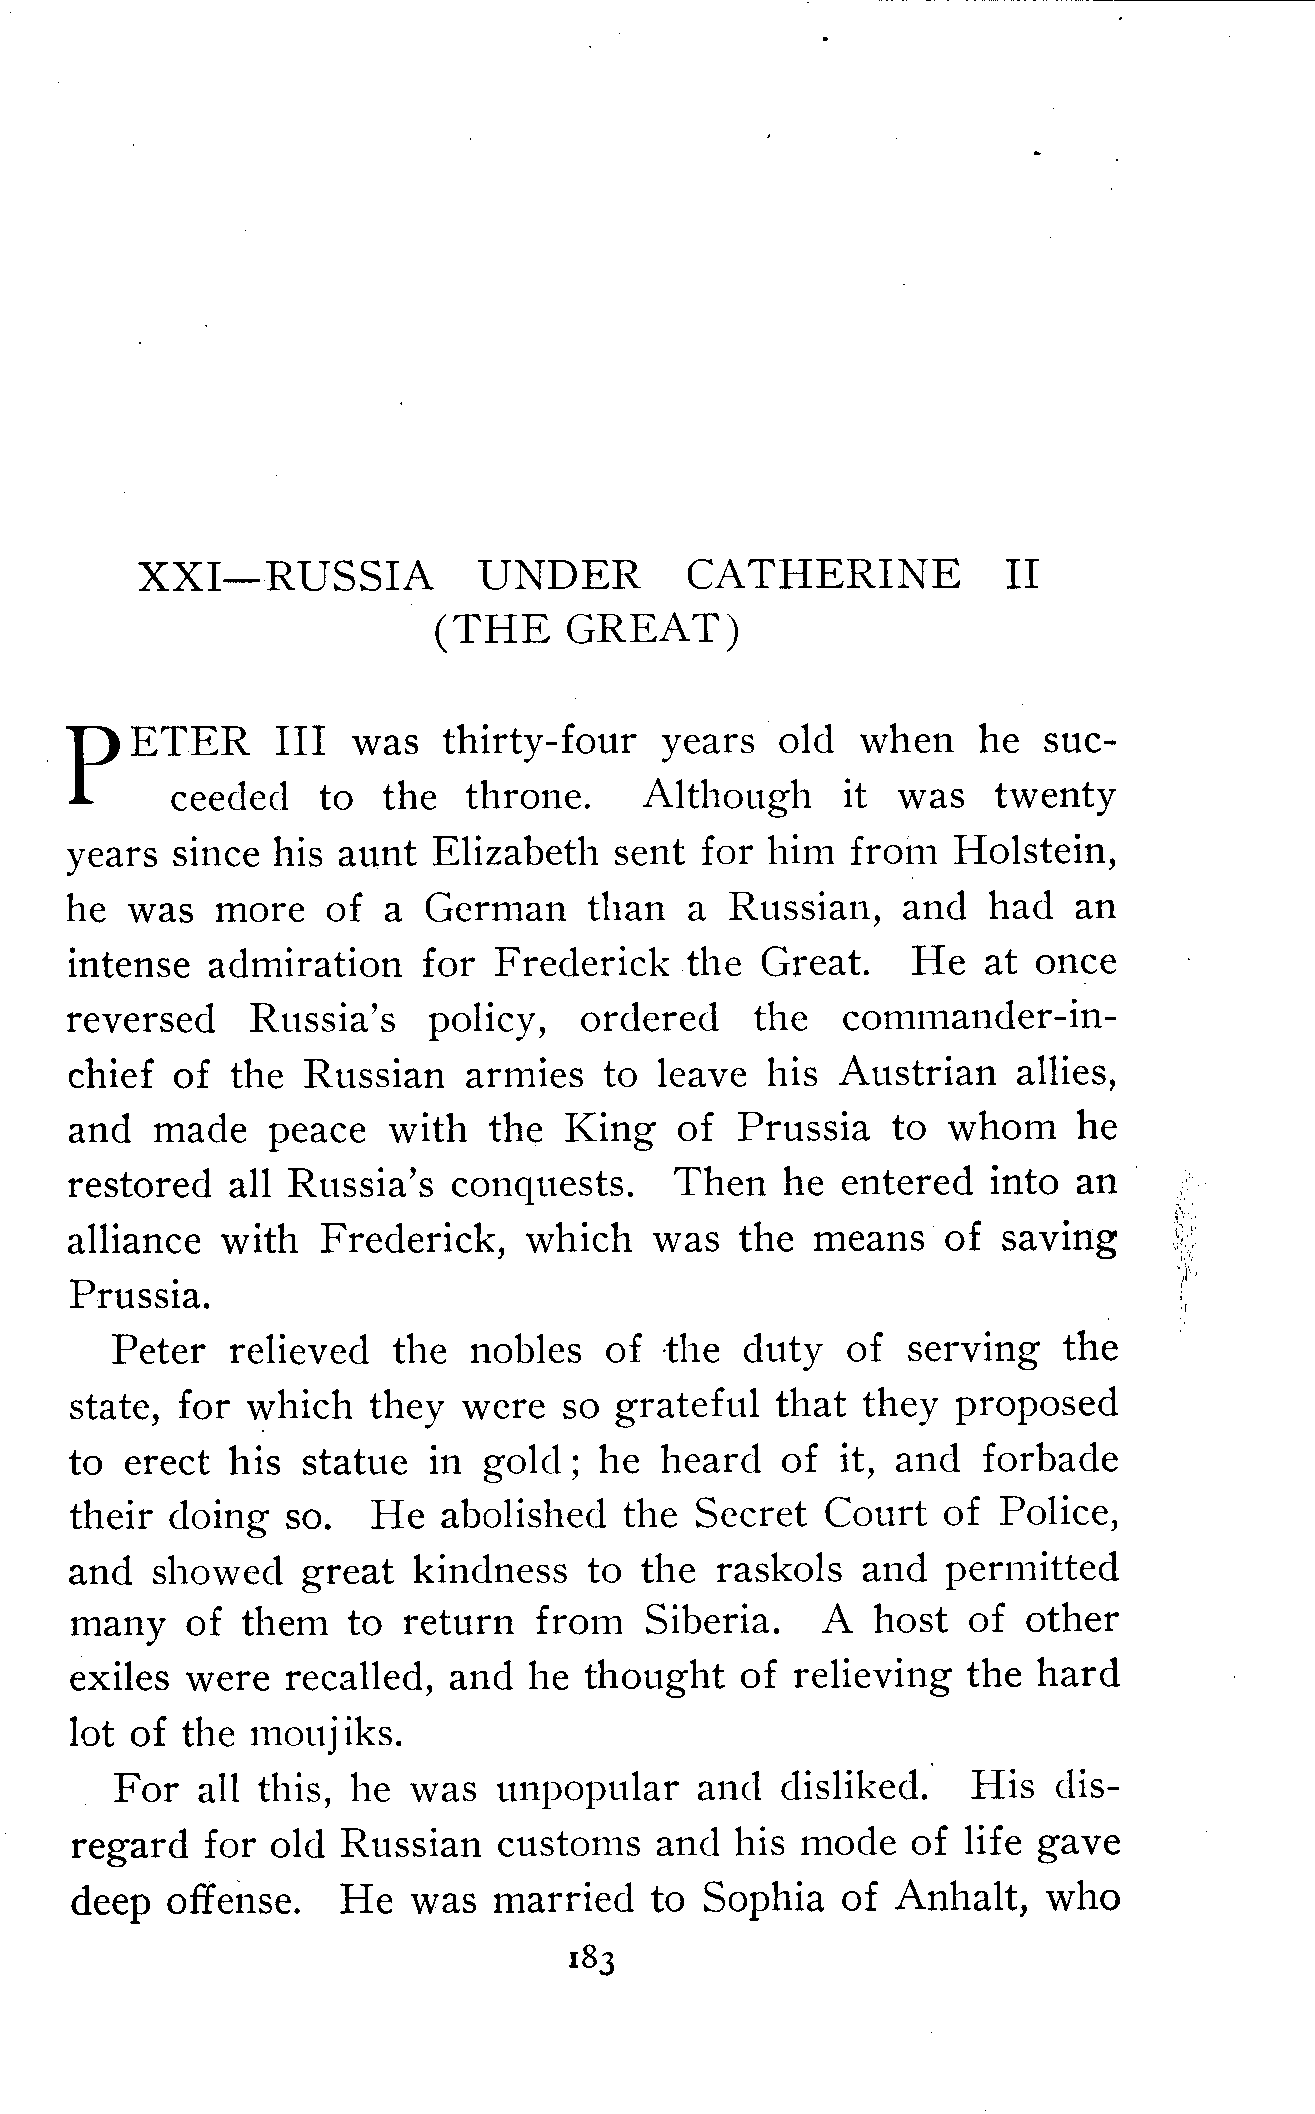 XXI—RUSSIA UNDER CATHERINE II
(THE GREAT)
PETER III was thirty-four years old when he suc-
ceeded to the throne. Although it was twenty
years since his aunt Elizabeth sent for him from Holstein,
he was more of a German than a Russian, and had an
intense admiration for Frederick the Great. He at once
reversed Russia's policy, ordered the commander-in-
chief of the Russian armies to leave his Austrian allies,
and made peace with the King of Prussia to whom he
restored all Russia's conquests. Then he entered into an
alliance with Frederick, which was the means of saving
Prussia.
Peter relieved the nobles of the duty of serving the
state, for which they were so grateful that they proposed
to erect his statue in gold; he heard of it, and forbade
their doing so. He abolished the Secret Court of Police,
and showed great kindness to the raskols and permitted
many of them to return from Siberia. A host of other
exiles were recalled, and he thought of relieving the hard
lot of the moujiks.
For all this, he was unpopular and disliked. His dis-
regard for old Russian customs and his mode of life gave
deep offense. He was married to Sophia of Anhalt, who
183